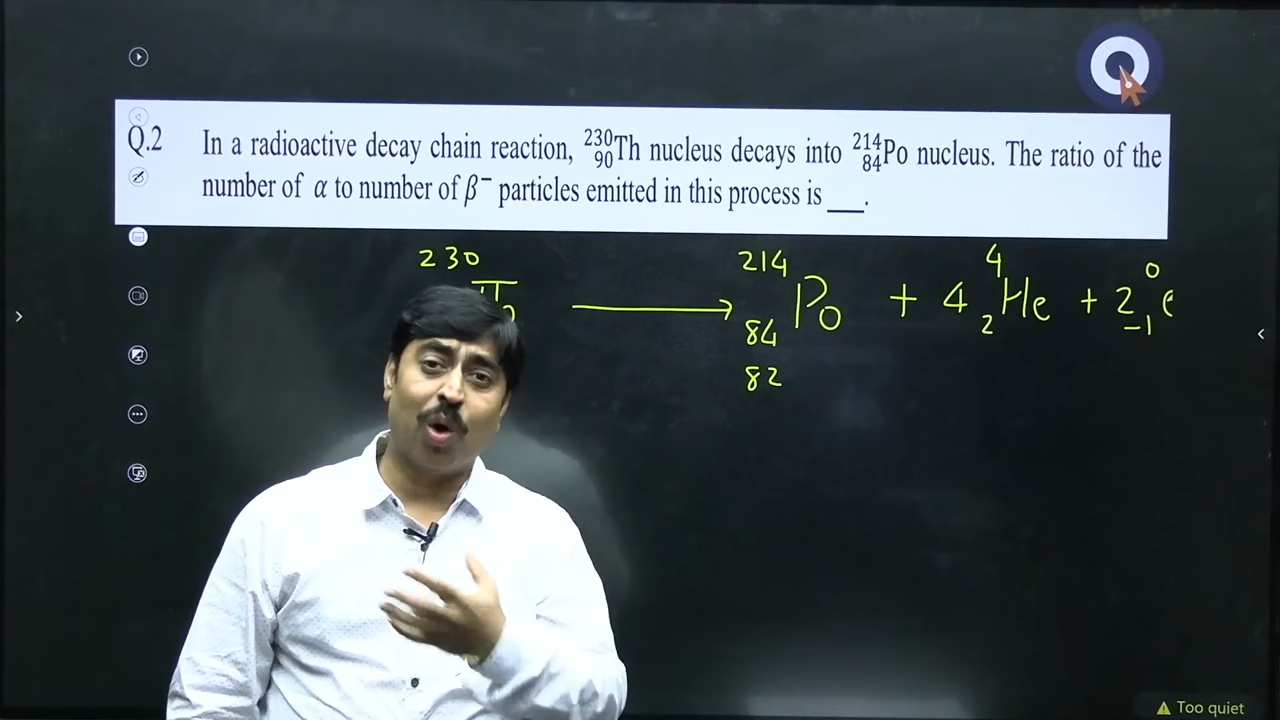 Q.2 In a radioactive decay chain reaction, ²³⁰₉₀Th nucleus decays into ²¹⁴₈₄Po nucleus. The ratio of the
number of α to number of β⁻ particles emitted in this process is ___.
230 214 4 0
Po + 4 He + 2 e
84 2 -1
82
Too quiet